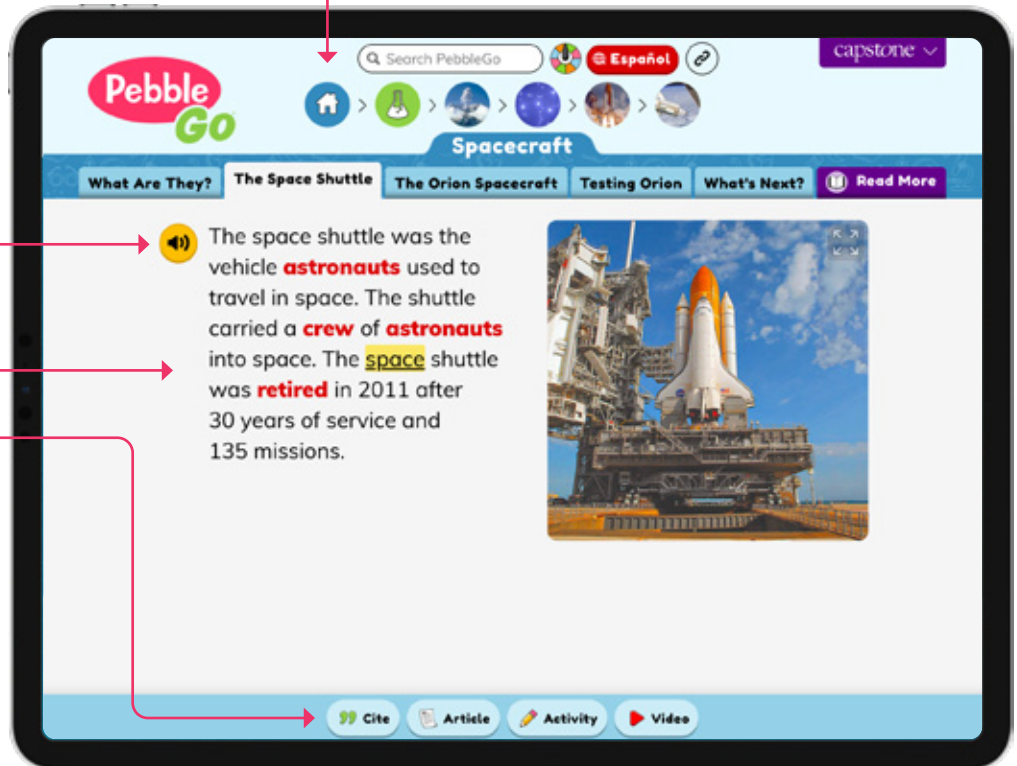 Search PebbleGo
Español
capstone
Pebble
Go
Spacecraft
What Are They?
The Space Shuttle
The Orion Spacecraft
Testing Orion
What's Next?
Read More
The space shuttle was the
vehicle astronauts used to
travel in space. The shuttle
carried a crew of astronauts
into space. The space shuttle
was retired in 2011 after
30 years of service and
135 missions.
Cite
Article
Activity
Video